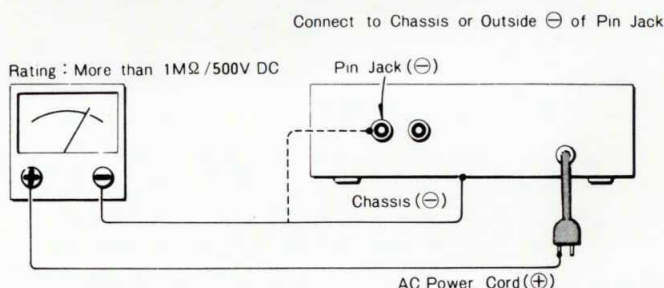 Connect to Chassis or Outside ⊖ of Pin Jack
Rating : More than 1MΩ/500V DC
Pin Jack (⊖)
Chassis (⊖)
AC Power Cord (⊕)